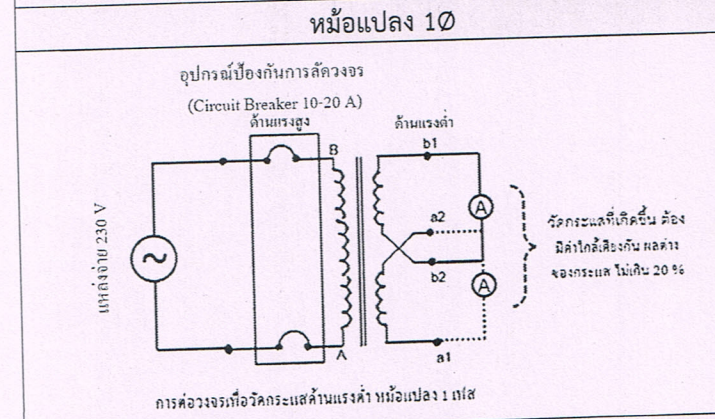 หม้อแปลง 1Ø
อุปกรณ์ป้องกันการลัดวงจร
(Circuit Breaker 10-20 A)
ด้านแรงสูง
ด้านแรงต่ำ
B
b1
A
a2
b2
A
a1
A
~
แหล่งจ่าย 230 V
วัดกระแสที่เกิดขึ้น ต้อง
มีค่าใกล้เคียงกัน ผลต่าง
ของกระแส ไม่เกิน 20 %
การต่อวงจรเพื่อวัดกระแสด้านแรงต่ำ หม้อแปลง 1 เฟส